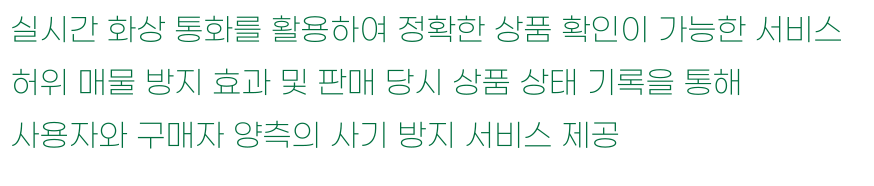 실시간 화상 통화를 활용하여 정확한 상품 확인이 가능한 서비스
허위 매물 방지 효과 및 판매 당시 상품 상태 기록을 통해
사용자와 구매자 양측의 사기 방지 서비스 제공